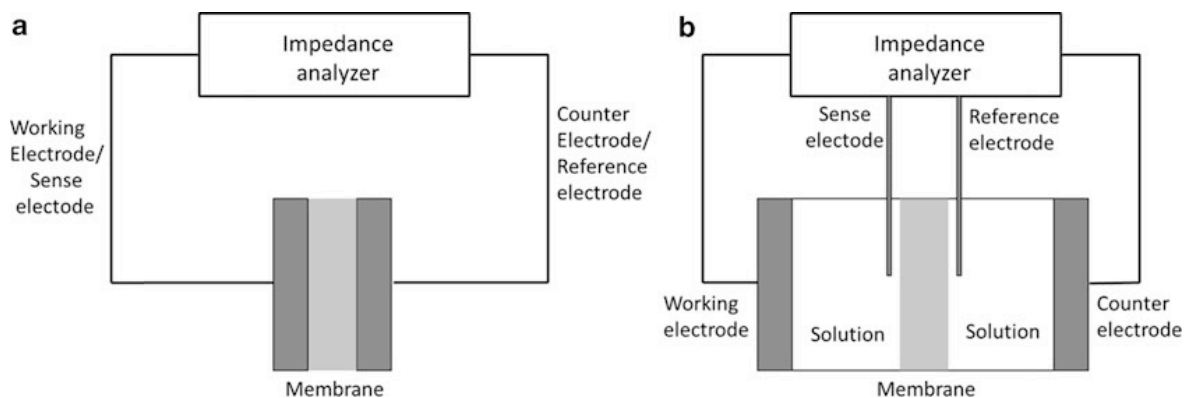 a
Impedance
analyzer
Working
Electrode/
Sense
electode
Counter
Electrode/
Reference
electrode
Membrane
b
Impedance
analyzer
Sense
electode
Reference
electrode
Working
electrode
Solution
Solution
Counter
electrode
Membrane